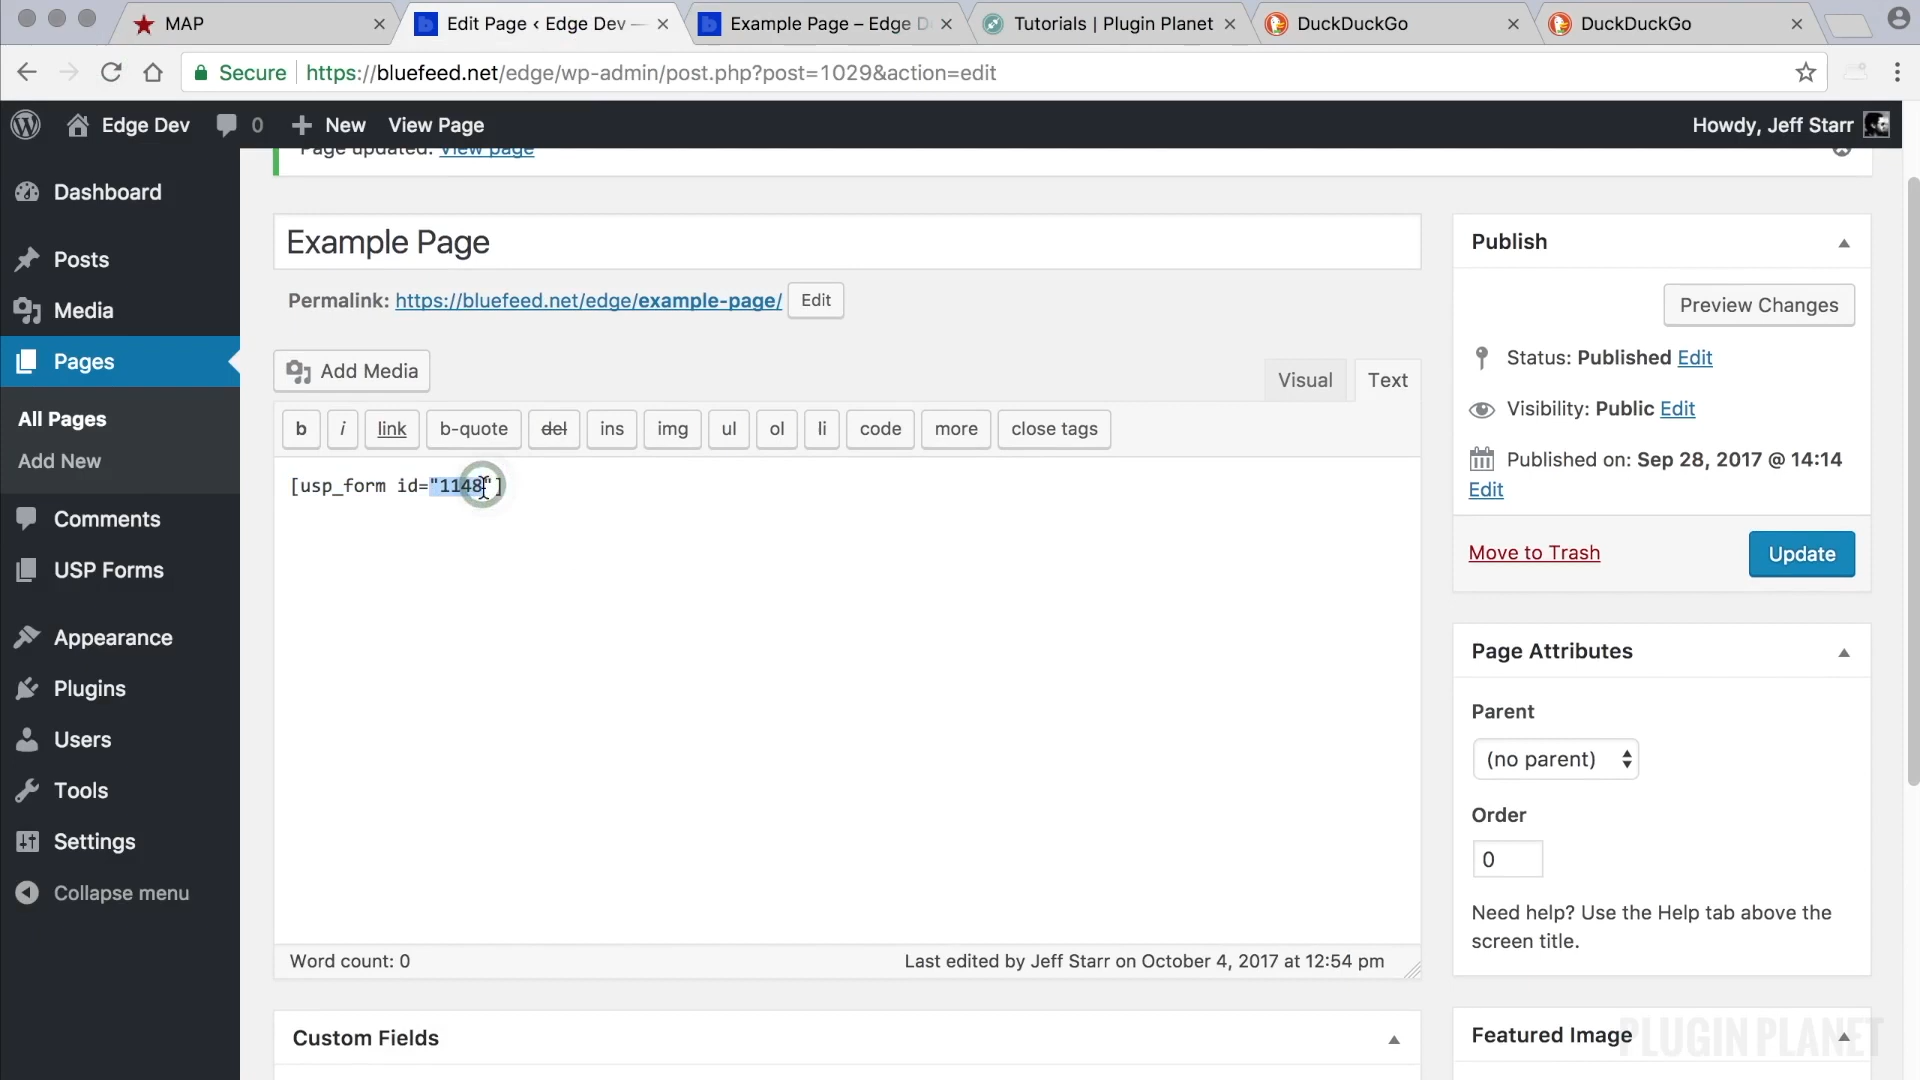 MAP
Edit Page ‹ Edge Dev —
Example Page – Edge D
Tutorials | Plugin Planet
DuckDuckGo
DuckDuckGo
Secure
https://bluefeed.net/edge/wp-admin/post.php?post=1029&action=edit
Edge Dev
0
New
View Page
Howdy, Jeff Starr
Page updated. View page
Dashboard
Posts
Media
Pages
All Pages
Add New
Comments
USP Forms
Appearance
Plugins
Users
Tools
Settings
Collapse menu
Example Page
Permalink: https://bluefeed.net/edge/example-page/
Edit
Add Media
Visual
Text
b
i
link
b-quote
del
ins
img
ul
ol
li
code
more
close tags
[usp_form id="1148"]
Word count: 0
Last edited by Jeff Starr on October 4, 2017 at 12:54 pm
Custom Fields
Publish
Preview Changes
Status: Published Edit
Visibility: Public Edit
Published on: Sep 28, 2017 @ 14:14
Edit
Move to Trash
Update
Page Attributes
Parent
(no parent)
Order
0
Need help? Use the Help tab above the
screen title.
Featured Image
PLUGIN PLANET